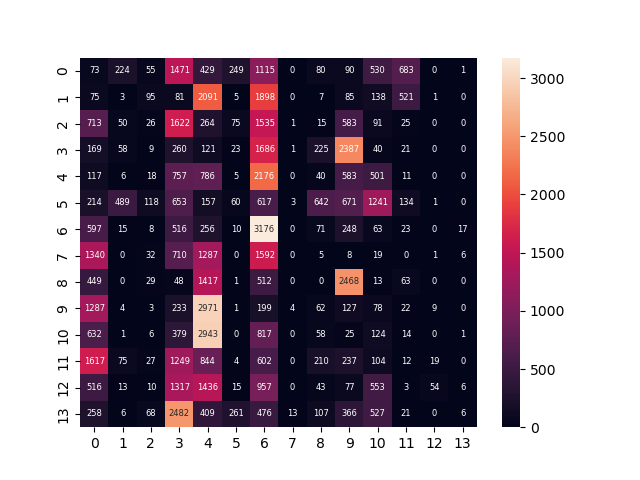 0 73 224 55 1471 429 249 1115 0 80 90 530 683 0 1
1 75 3 95 81 2091 5 1898 0 7 85 138 521 1 0
2 713 50 26 1622 264 75 1535 1 15 583 91 25 0 0
3 169 58 9 260 121 23 1686 1 225 2387 40 21 0 0
4 117 6 18 757 786 5 2176 0 40 583 501 11 0 0
5 214 489 118 653 157 60 617 3 642 671 1241 134 1 0
6 597 15 8 516 256 10 3176 0 71 248 63 23 0 17
7 1340 0 32 710 1287 0 1592 0 5 8 19 0 1 6
8 449 0 29 48 1417 1 512 0 0 2468 13 63 0 0
9 1287 4 3 233 2971 1 199 4 62 127 78 22 9 0
10 632 1 6 379 2943 0 817 0 58 25 124 14 0 1
11 1617 75 27 1249 844 4 602 0 210 237 104 12 19 0
12 516 13 10 1317 1436 15 957 0 43 77 553 3 54 6
13 258 6 68 2482 409 261 476 13 107 366 527 21 0 6
0 1 2 3 4 5 6 7 8 9 10 11 12 13
3000
2500
2000
1500
1000
500
0